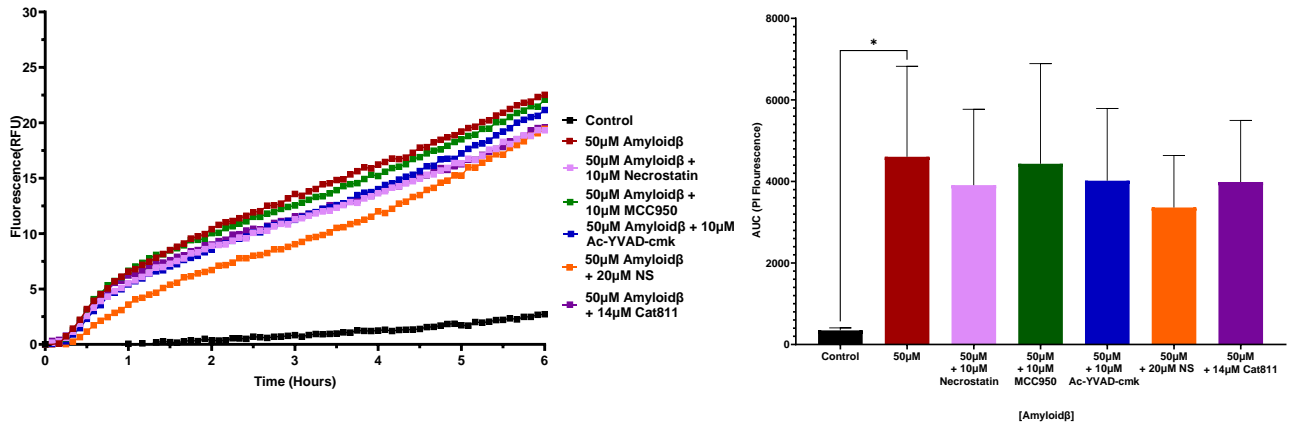 30
25
20
15
10
5
0
Fluorescence(RFU)
0 1 2 3 4 5 6
Time (Hours)
Control
50µM Amyloidβ
50µM Amyloidβ +
10µM Necrostatin
50µM Amyloidβ +
10µM MCC950
50µM Amyloidβ + 10µM
Ac-YVAD-cmk
50µM Amyloidβ
+ 20µM NS
50µM Amyloidβ
+ 14µM Cat811
8000
6000
4000
2000
0
AUC (PI Flourescence)
*
Control 50µM 50µM 50µM 50µM 50µM 50µM
+ 10µM + 10µM + 10µM + 20µM NS + 14µM Cat811
Necrostatin MCC950 Ac-YVAD-cmk
[Amyloidβ]